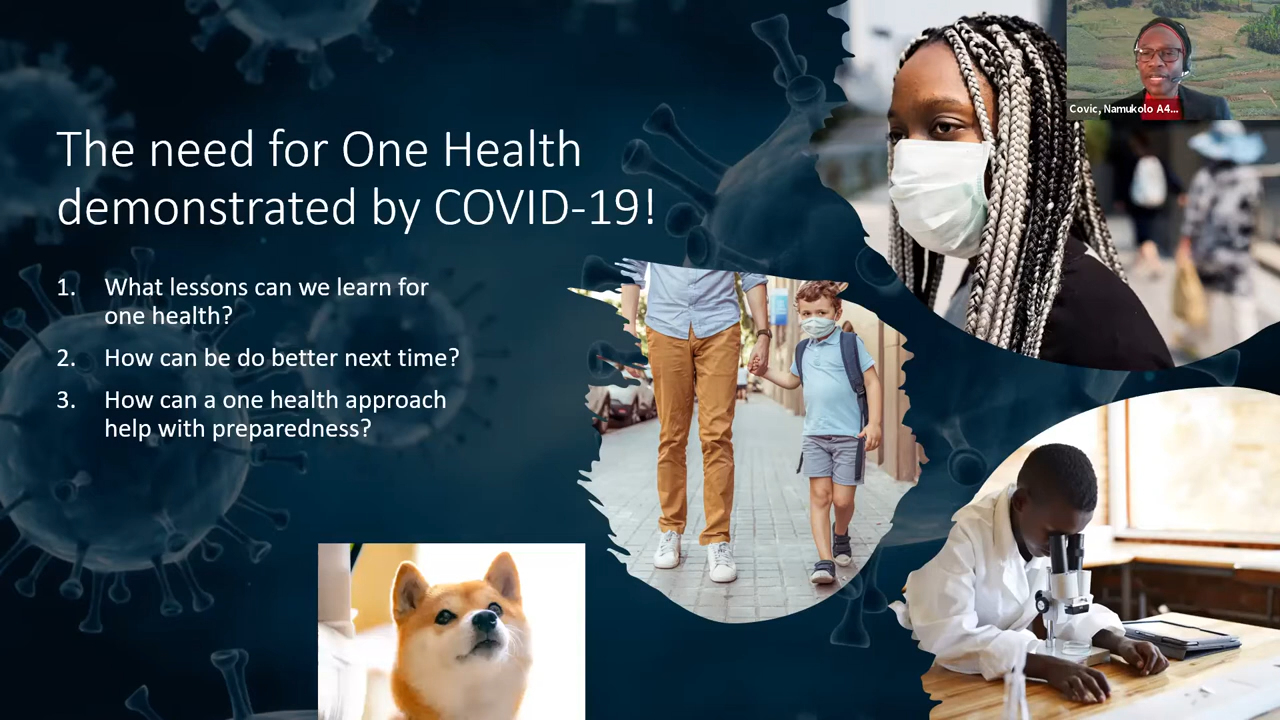 The need for One Health
demonstrated by COVID-19!
1. What lessons can we learn for
one health?
2. How can be do better next time?
3. How can a one health approach
help with preparedness?
Covic, Namukolo A4...